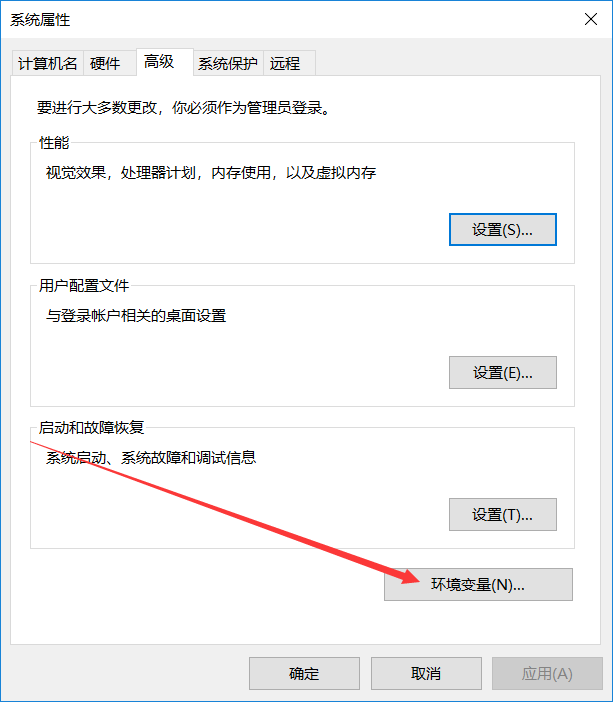 系统属性
计算机名 硬件 高级 系统保护 远程
要进行大多数更改，你必须作为管理员登录。
性能
视觉效果，处理器计划，内存使用，以及虚拟内存
设置(S)...
用户配置文件
与登录帐户相关的桌面设置
设置(E)...
启动和故障恢复
系统启动、系统故障和调试信息
设置(T)...
环境变量(N)...
确定 取消 应用(A)